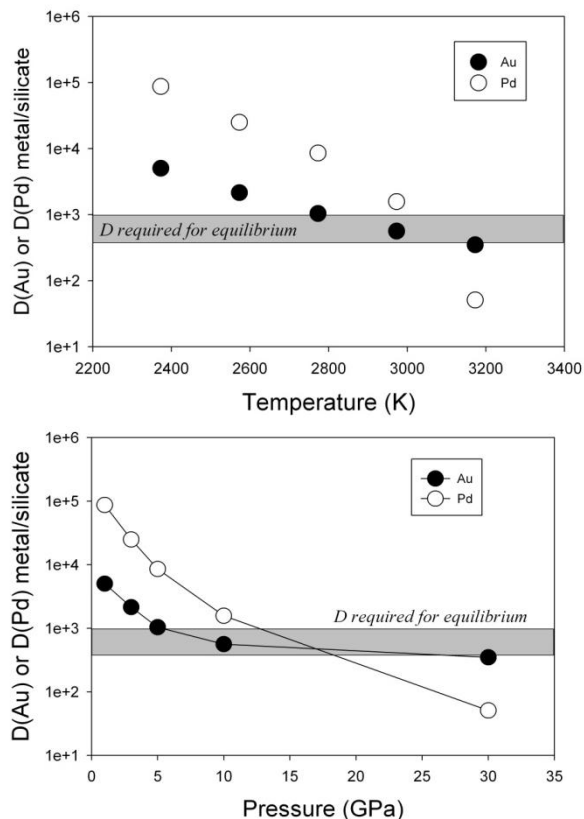 1e+6
1e+5
1e+4
1e+3
1e+2
1e+1
D(Au) or D(Pd) metal/silicate
Au
Pd
D required for equilibrium
2200 2400 2600 2800 3000 3200 3400
Temperature (K)
1e+6
1e+5
1e+4
1e+3
1e+2
1e+1
D(Au) or D(Pd) metal/silicate
Au
Pd
D required for equilibrium
0 5 10 15 20 25 30 35
Pressure (GPa)